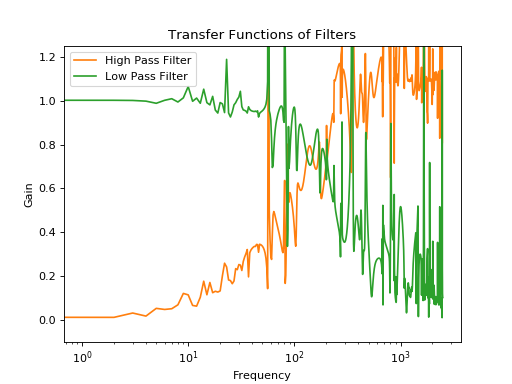 Transfer Functions of Filters
High Pass Filter
Low Pass Filter
1.2
1.0
0.8
0.6
0.4
0.2
0.0
Gain
10⁰ 10¹ 10² 10³
Frequency